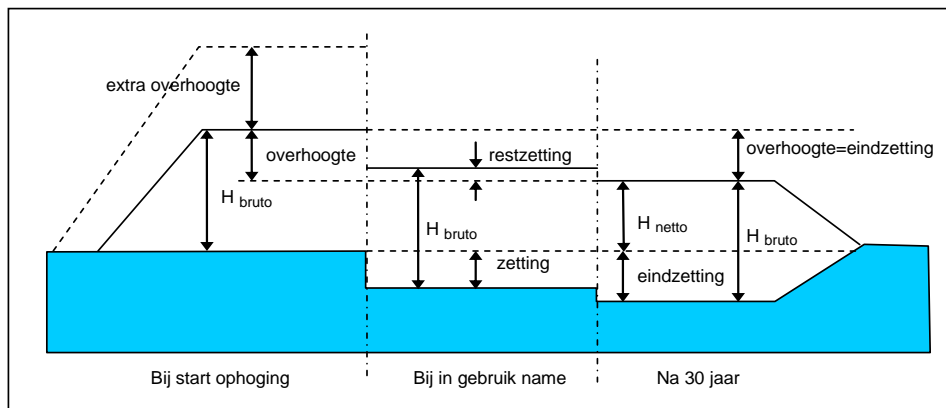 extra overhoogte
overhoogte
H bruto
restzetting
H bruto
zetting
overhoogte=eindzetting
H netto
H bruto
eindzetting
Bij start ophoging
Bij in gebruik name
Na 30 jaar